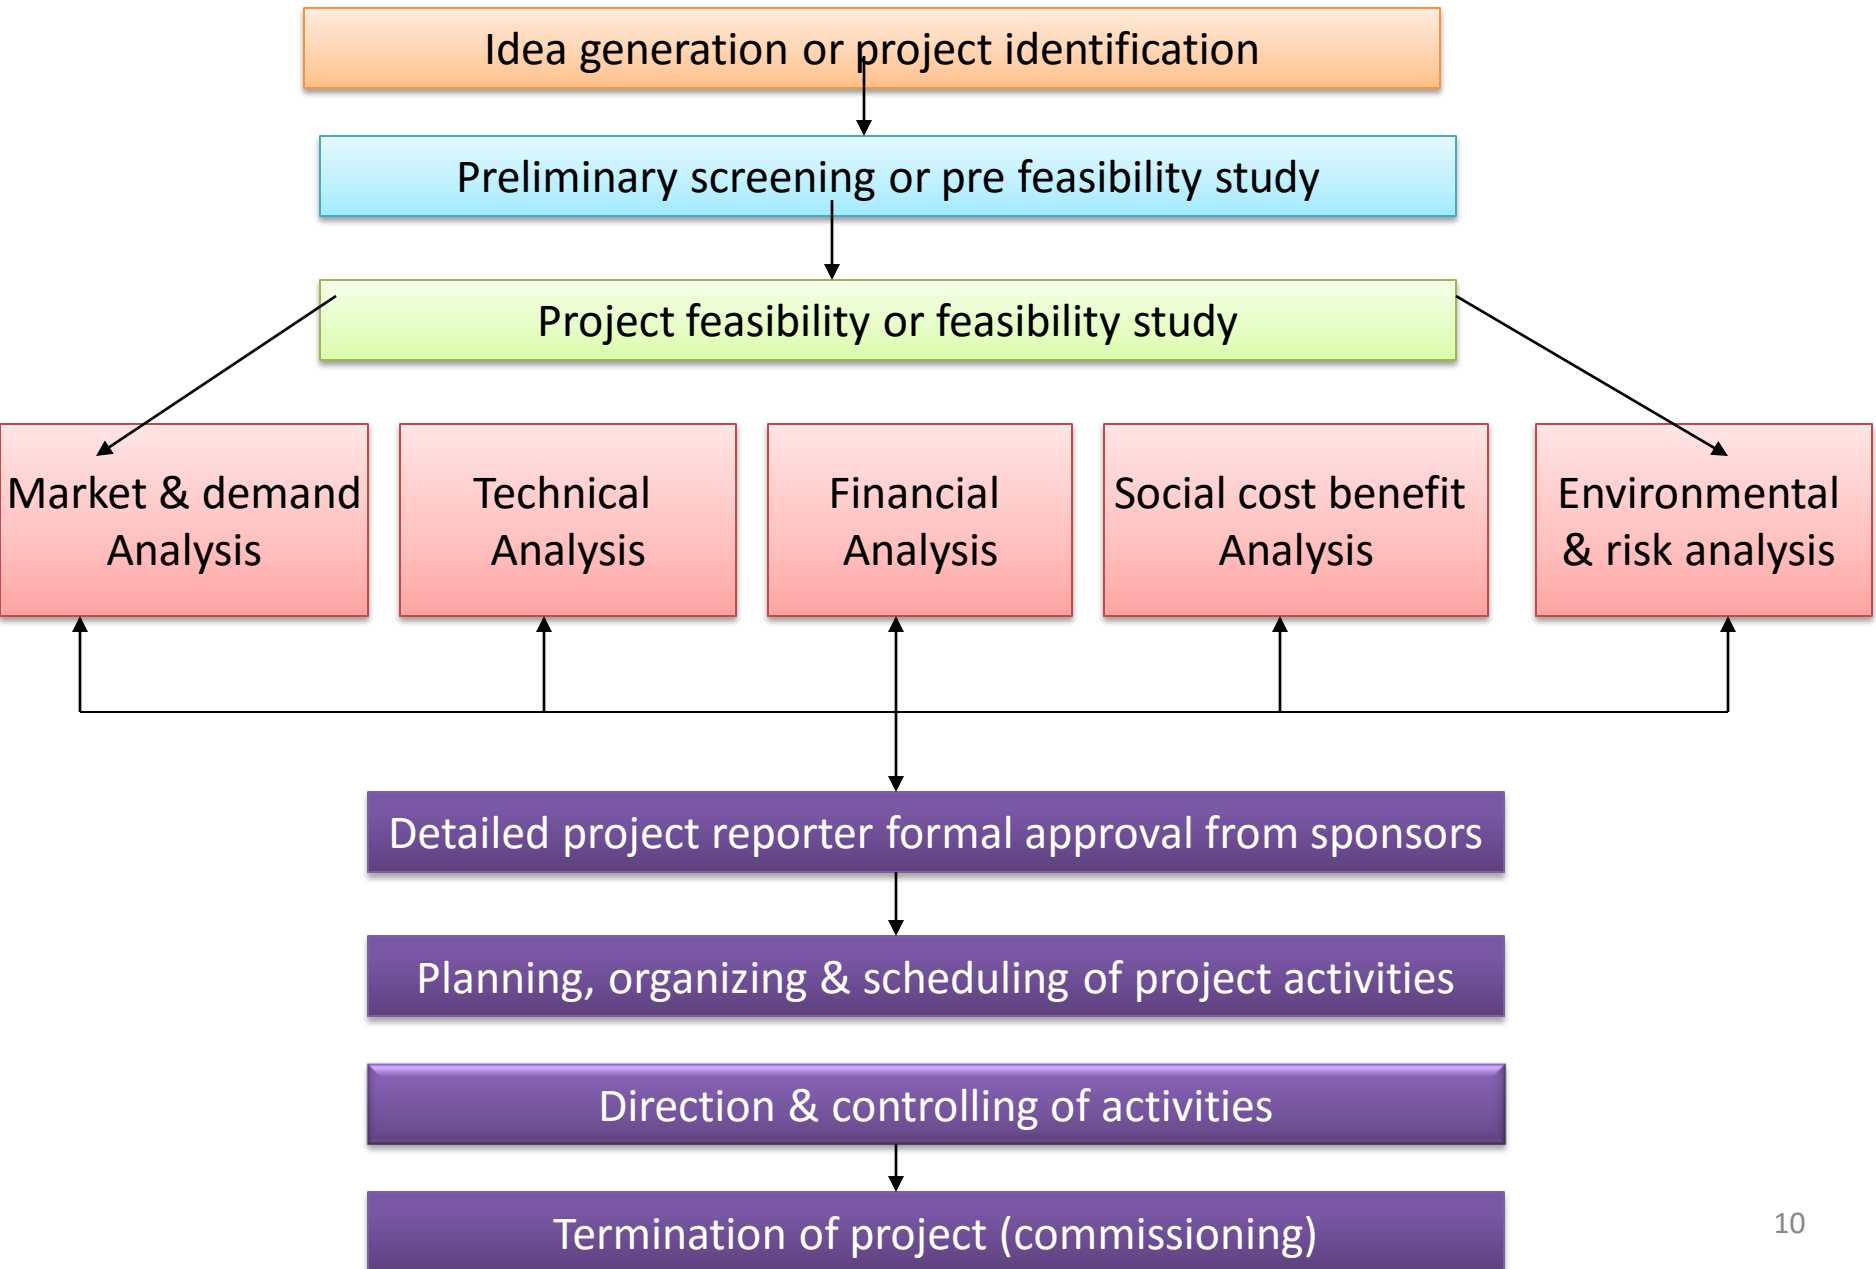 Idea generation or project identification
Preliminary screening or pre feasibility study
Project feasibility or feasibility study
Market & demand
Analysis
Technical
Analysis
Financial
Analysis
Social cost benefit
Analysis
Environmental
& risk analysis
Detailed project reporter formal approval from sponsors
Planning, organizing & scheduling of project activities
Direction & controlling of activities
Termination of project (commissioning)
10